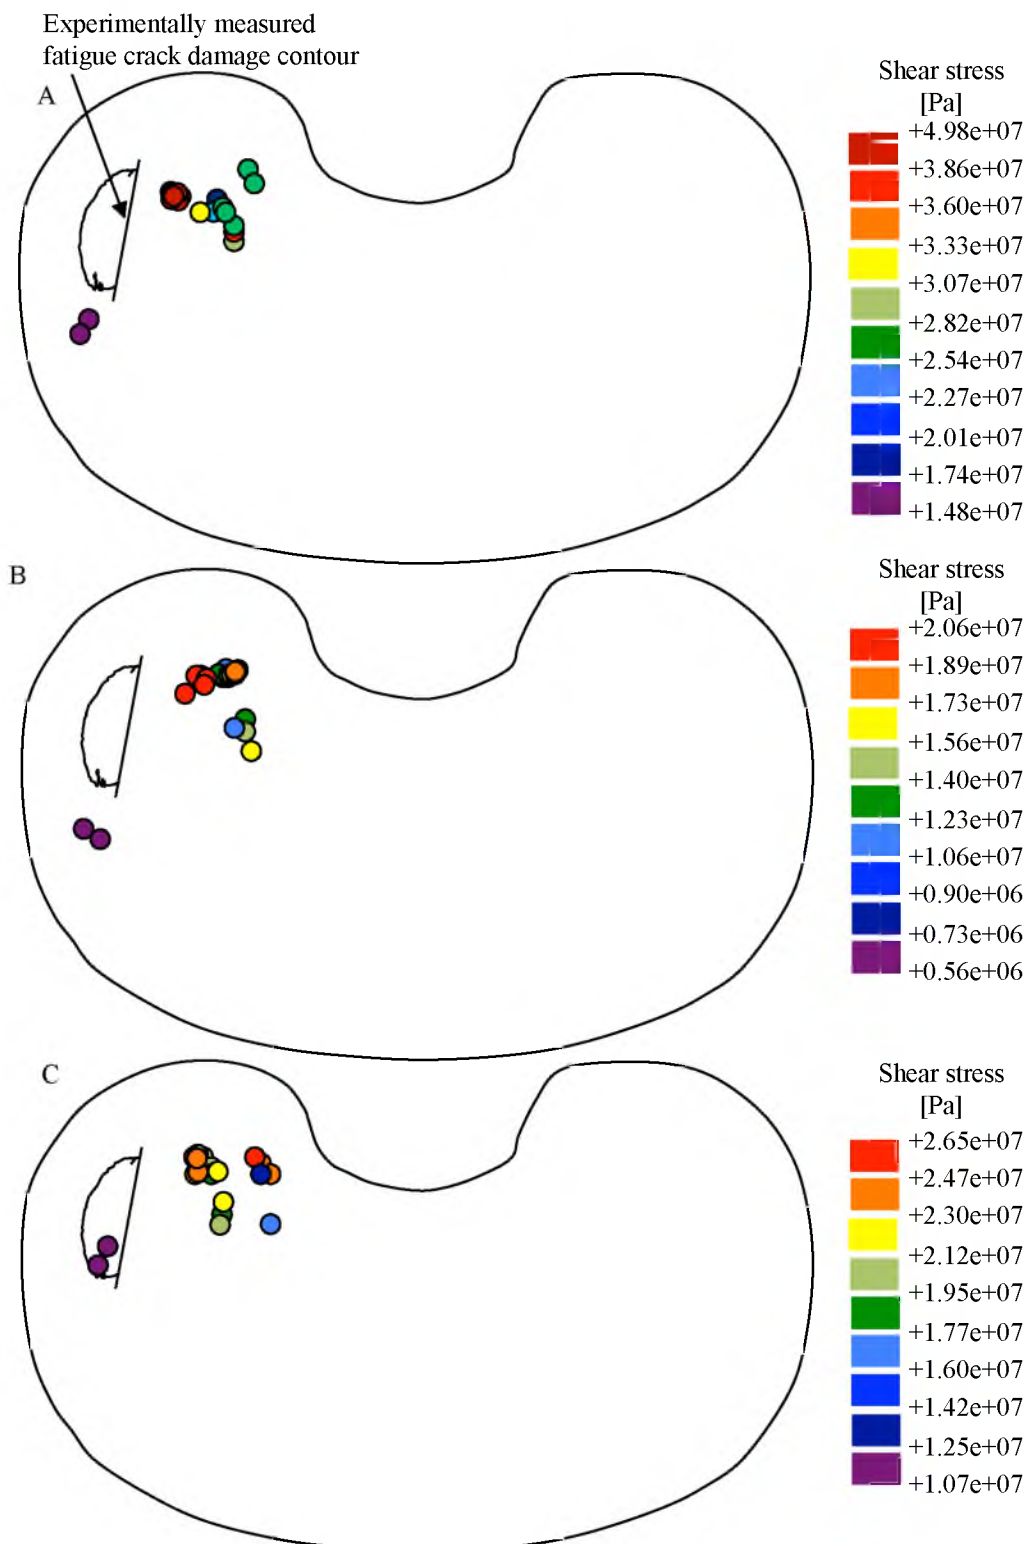 Experimentally measured
fatigue crack damage contour
A
Shear stress
[Pa]
+4.98e+07
+3.86e+07
+3.60e+07
+3.33e+07
+3.07e+07
+2.82e+07
+2.54e+07
+2.27e+07
+2.01e+07
+1.74e+07
+1.48e+07
B
Shear stress
[Pa]
+2.06e+07
+1.89e+07
+1.73e+07
+1.56e+07
+1.40e+07
+1.23e+07
+1.06e+07
+0.90e+06
+0.73e+06
+0.56e+06
C
Shear stress
[Pa]
+2.65e+07
+2.47e+07
+2.30e+07
+2.12e+07
+1.95e+07
+1.77e+07
+1.60e+07
+1.42e+07
+1.25e+07
+1.07e+07